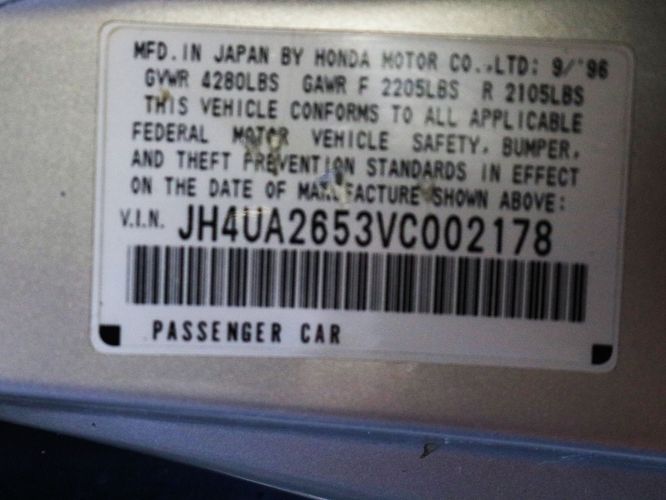 MFD. IN JAPAN BY HONDA MOTOR CO.,LTD: 9/'96
GVWR 4280LBS GAWR F 2205LBS R 2105LBS
THIS VEHICLE CONFORMS TO ALL APPLICABLE
FEDERAL MOTOR VEHICLE SAFETY, BUMPER,
AND THEFT PREVENTION STANDARDS IN EFFECT
ON THE DATE OF MANUFACTURE SHOWN ABOVE:
V.I.N. JH4UA2653VC002178
PASSENGER CAR